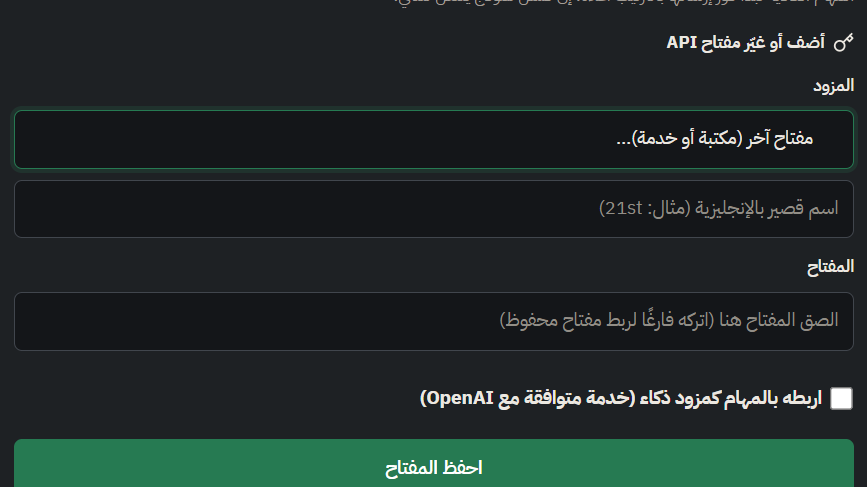 أضف أو غيّر مفتاح API
المزود
مفتاح آخر (مكتبة أو خدمة)...
اسم قصير بالإنجليزية (مثال: 21st)
المفتاح
الصق المفتاح هنا (اتركه فارغًا لربط مفتاح محفوظ)
اربطه بالمهام كمزود ذكاء (خدمة متوافقة مع OpenAI)
احفظ المفتاح